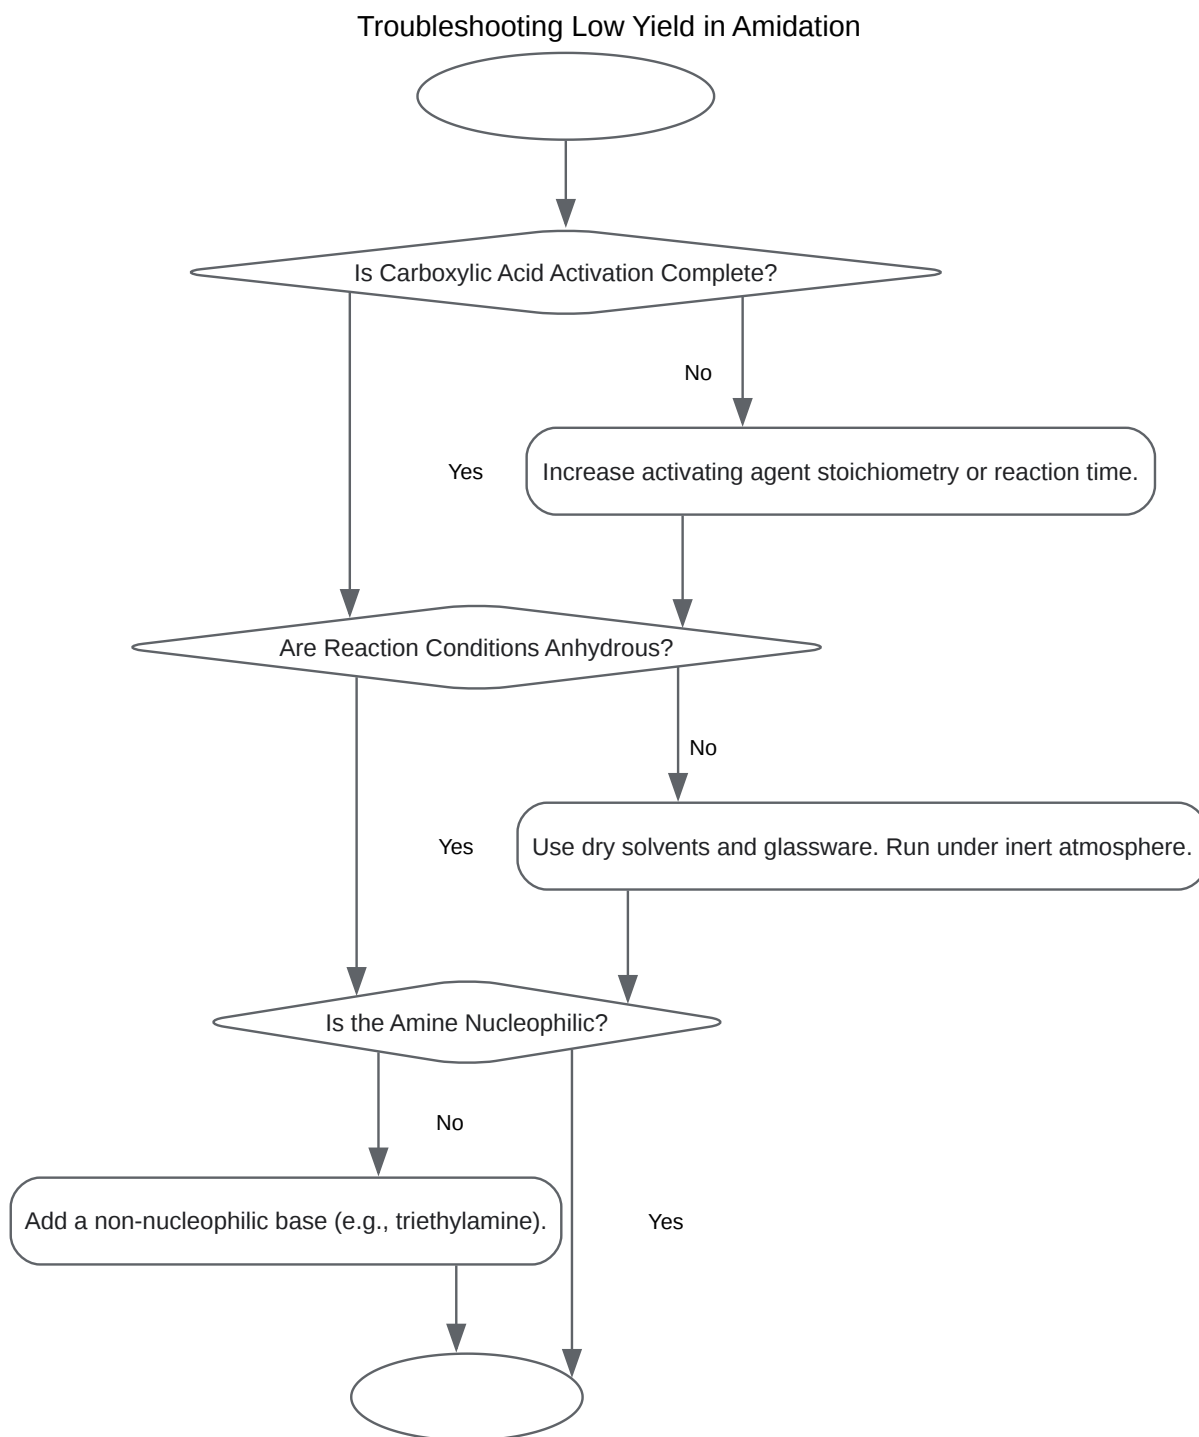 Troubleshooting Low Yield in Amidation
Is Carboxylic Acid Activation Complete?
No
Yes
Increase activating agent stoichiometry or reaction time.
Are Reaction Conditions Anhydrous?
No
Yes
Use dry solvents and glassware. Run under inert atmosphere.
Is the Amine Nucleophilic?
No
Add a non-nucleophilic base (e.g., triethylamine).
Yes